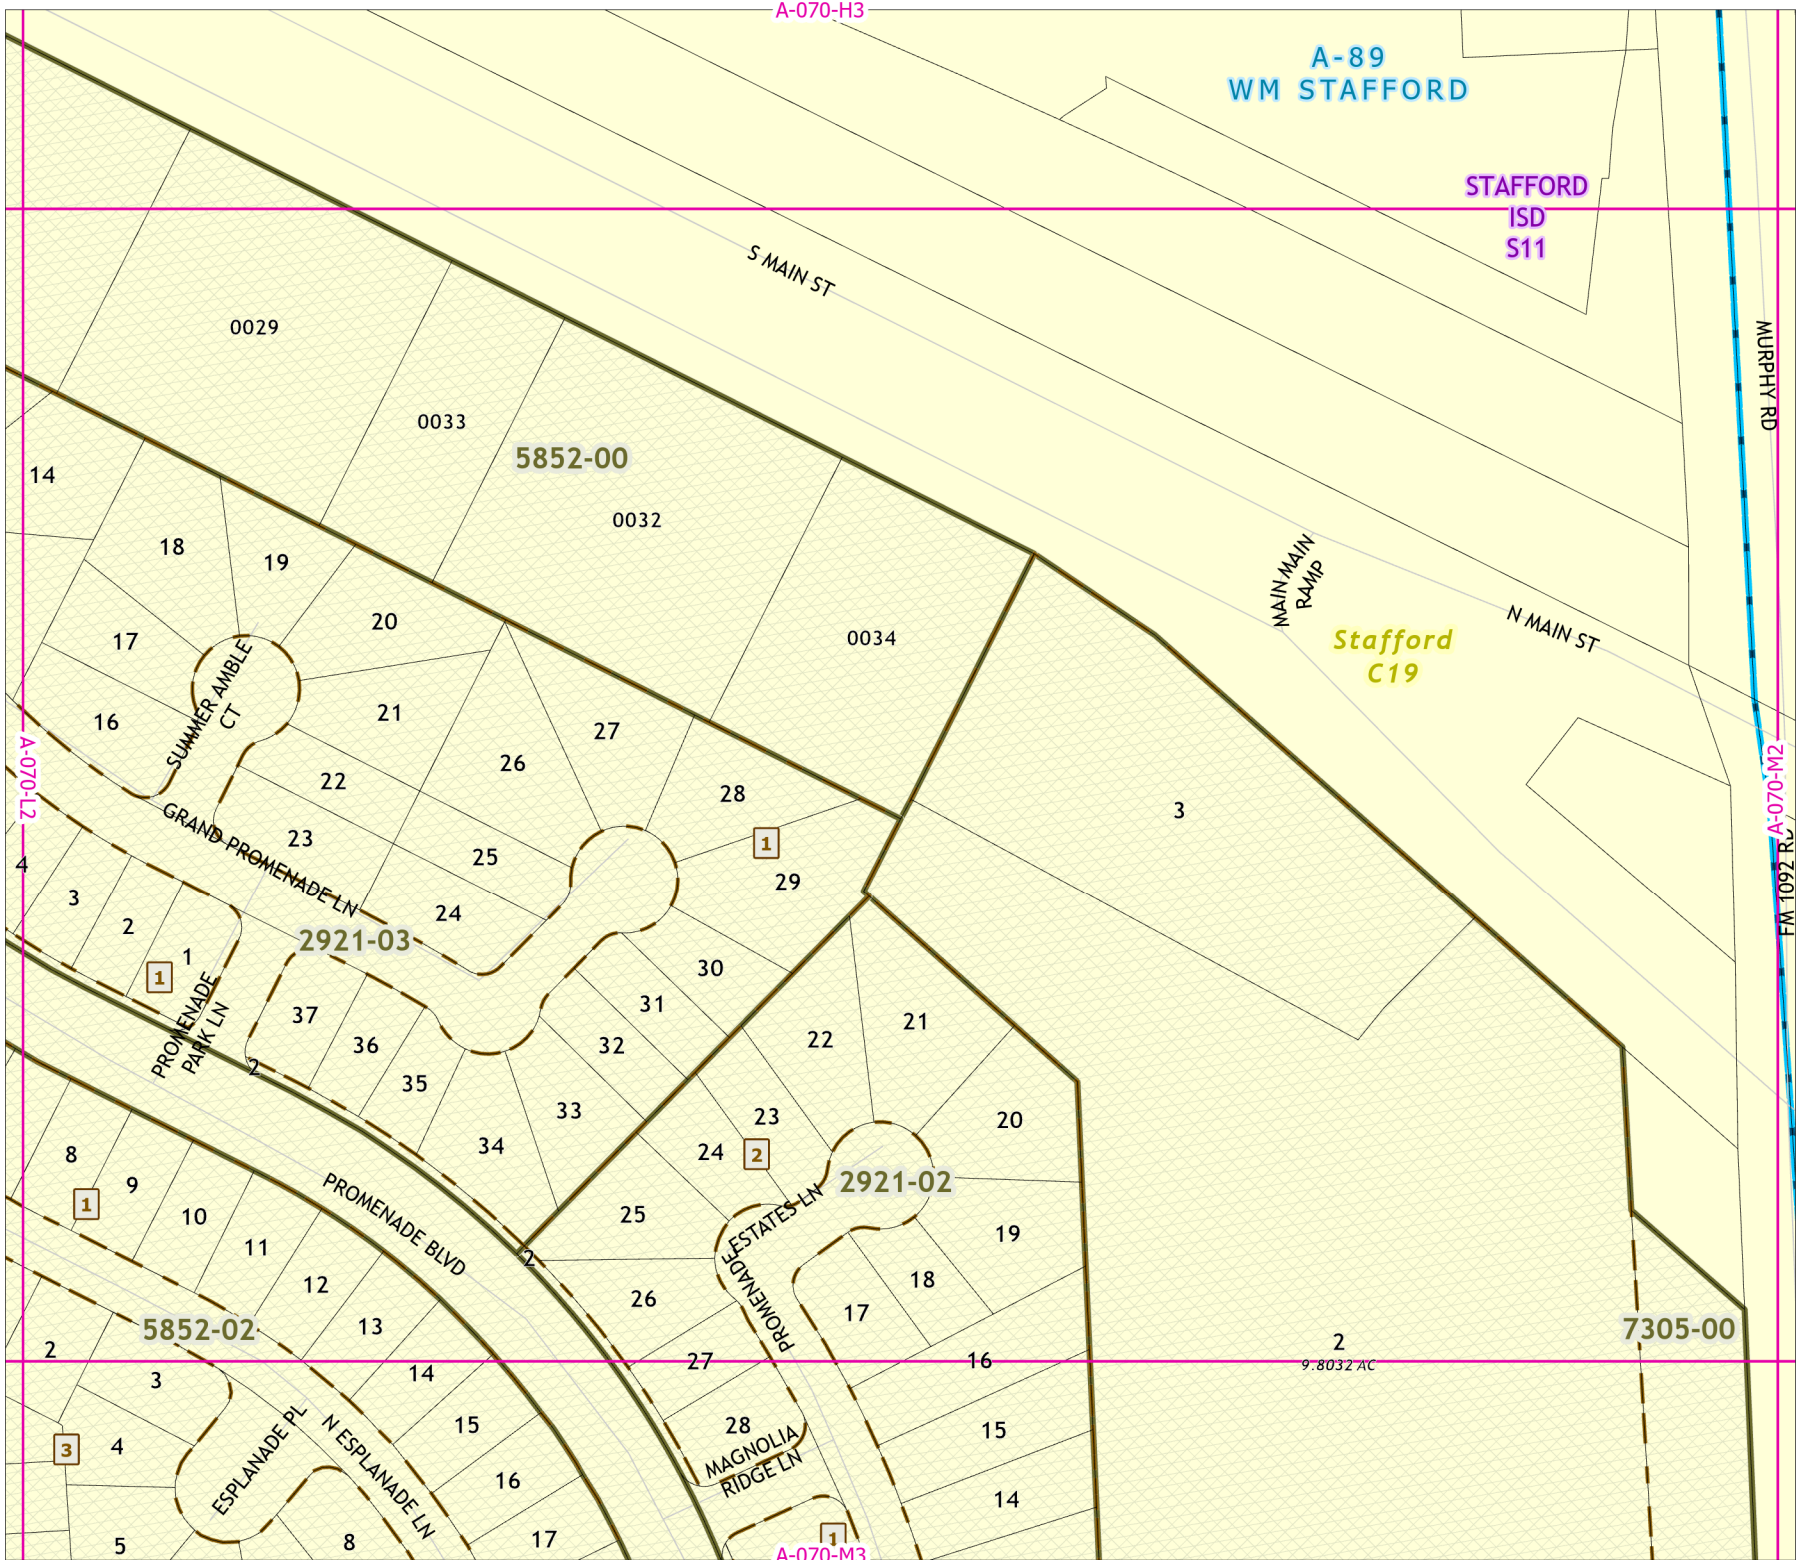 A-070-H3
A-89
WM STAFFORD
STAFFORD
ISD
S11
S MAIN ST
MURPHY RD
0029
0033
5852-00
0032
0034
14
18
19
20
17
16
21
22
23
SUMMER AMBLE
CT
27
26
28
1
29
25
24
MAIN MAIN
RAMP
Stafford
C19
N MAIN ST
A-070-L2
A-070-M2
FM 1092 RD
GRAND PROMENADE LN
3
4
3
2
1
1
2921-03
PROMENADE
PARK LN
37
36
35
34
33
32
31
30
2
22
21
23
24
2
20
2921-02
25
19
18
17
26
ESTATES LN
PROMENADE
2
8
9
1
10
11
12
13
PROMENADE BLVD
5852-02
2
3
14
15
16
17
3
4
5
8
ESPLANADE PL
N ESPLANADE LN
27
28
16
15
14
MAGNOLIA
RIDGE LN
1
2
9.8032 AC
7305-00
A-070-M3